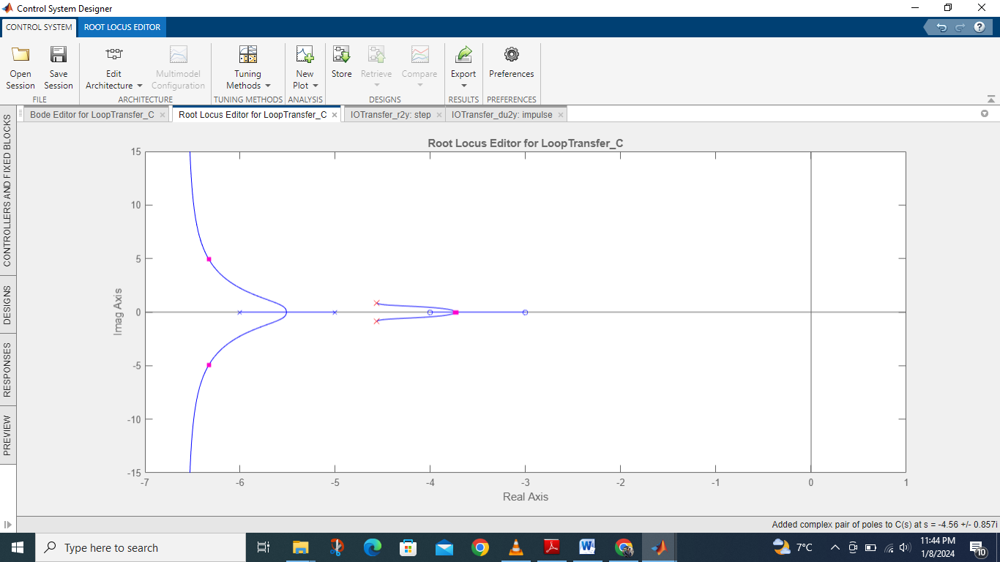 Control System Designer
CONTROL SYSTEM ROOT LOCUS EDITOR
Open Session
Save Session
FILE
Edit Architecture
Multimodel Configuration
ARCHITECTURE
Tuning Methods
TUNING METHODS
New Plot
ANALYSIS
Store
Retrieve
Compare
DESIGNS
Export
RESULTS
Preferences
PREFERENCES
Bode Editor for LoopTransfer_C
Root Locus Editor for LoopTransfer_C
IOTransfer_r2y: step
IOTransfer_du2y: impulse
CONTROLLERS AND FIXED BLOCKS
DESIGNS
RESPONSES
PREVIEW
Root Locus Editor for LoopTransfer_C
15
10
5
0
-5
-10
-15
Imag Axis
-7 -6 -5 -4 -3 -2 -1 0 1
Real Axis
Added complex pair of poles to C(s) at s = -4.56 +/- 0.857i
Type here to search
7°C
11:44 PM
1/8/2024
10